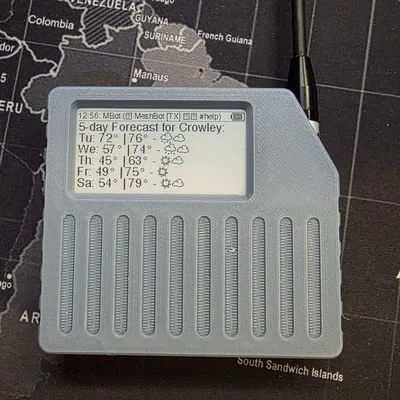 VENEZUELA
GUYANA
Colombia
SURINAME
French Guiana
Manaus
12:56: MBot (⍰ MeshBot [TX] ⍰⍰ #help)
5-day Forecast for Crowley:
Tu: 72° | 76° -
We: 57° | 74° -
Th: 45° | 63° -
Fr: 49° | 75° -
Sa: 54° | 79° -
South Sandwich Islands